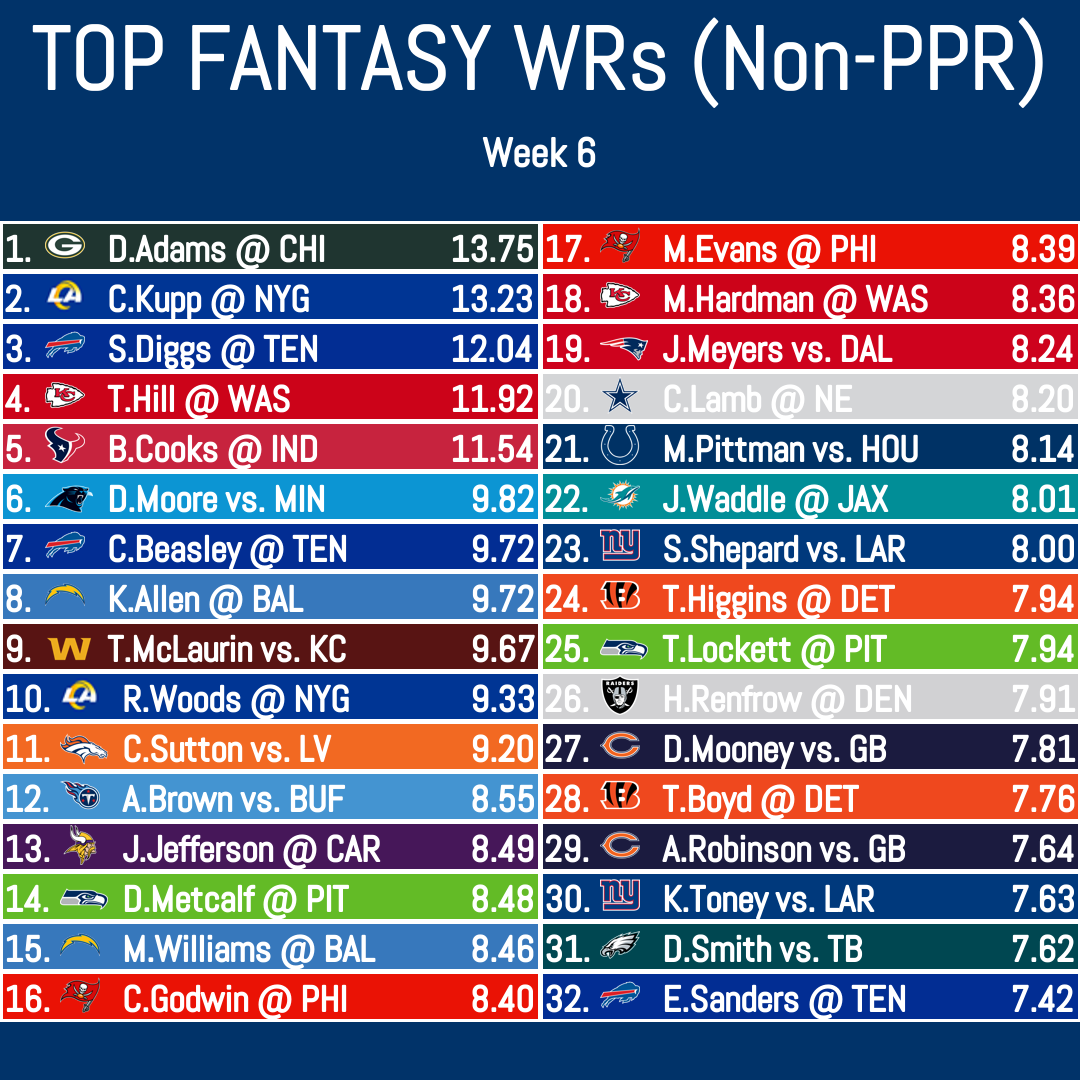 TOP FANTASY WRs (Non-PPR)
Week 6
1. D.Adams @ CHI 13.75
2. C.Kupp @ NYG 13.23
3. S.Diggs @ TEN 12.04
4. T.Hill @ WAS 11.92
5. B.Cooks @ IND 11.54
6. D.Moore vs. MIN 9.82
7. C.Beasley @ TEN 9.72
8. K.Allen @ BAL 9.72
9. T.McLaurin vs. KC 9.67
10. R.Woods @ NYG 9.33
11. C.Sutton vs. LV 9.20
12. A.Brown vs. BUF 8.55
13. J.Jefferson @ CAR 8.49
14. D.Metcalf @ PIT 8.48
15. M.Williams @ BAL 8.46
16. C.Godwin @ PHI 8.40
17. M.Evans @ PHI 8.39
18. M.Hardman @ WAS 8.36
19. J.Meyers vs. DAL 8.24
20. C.Lamb @ NE 8.20
21. M.Pittman vs. HOU 8.14
22. J.Waddle @ JAX 8.01
23. S.Shepard vs. LAR 8.00
24. T.Higgins @ DET 7.94
25. T.Lockett @ PIT 7.94
26. H.Renfrow @ DEN 7.91
27. D.Mooney vs. GB 7.81
28. T.Boyd @ DET 7.76
29. A.Robinson vs. GB 7.64
30. K.Toney vs. LAR 7.63
31. D.Smith vs. TB 7.62
32. E.Sanders @ TEN 7.42